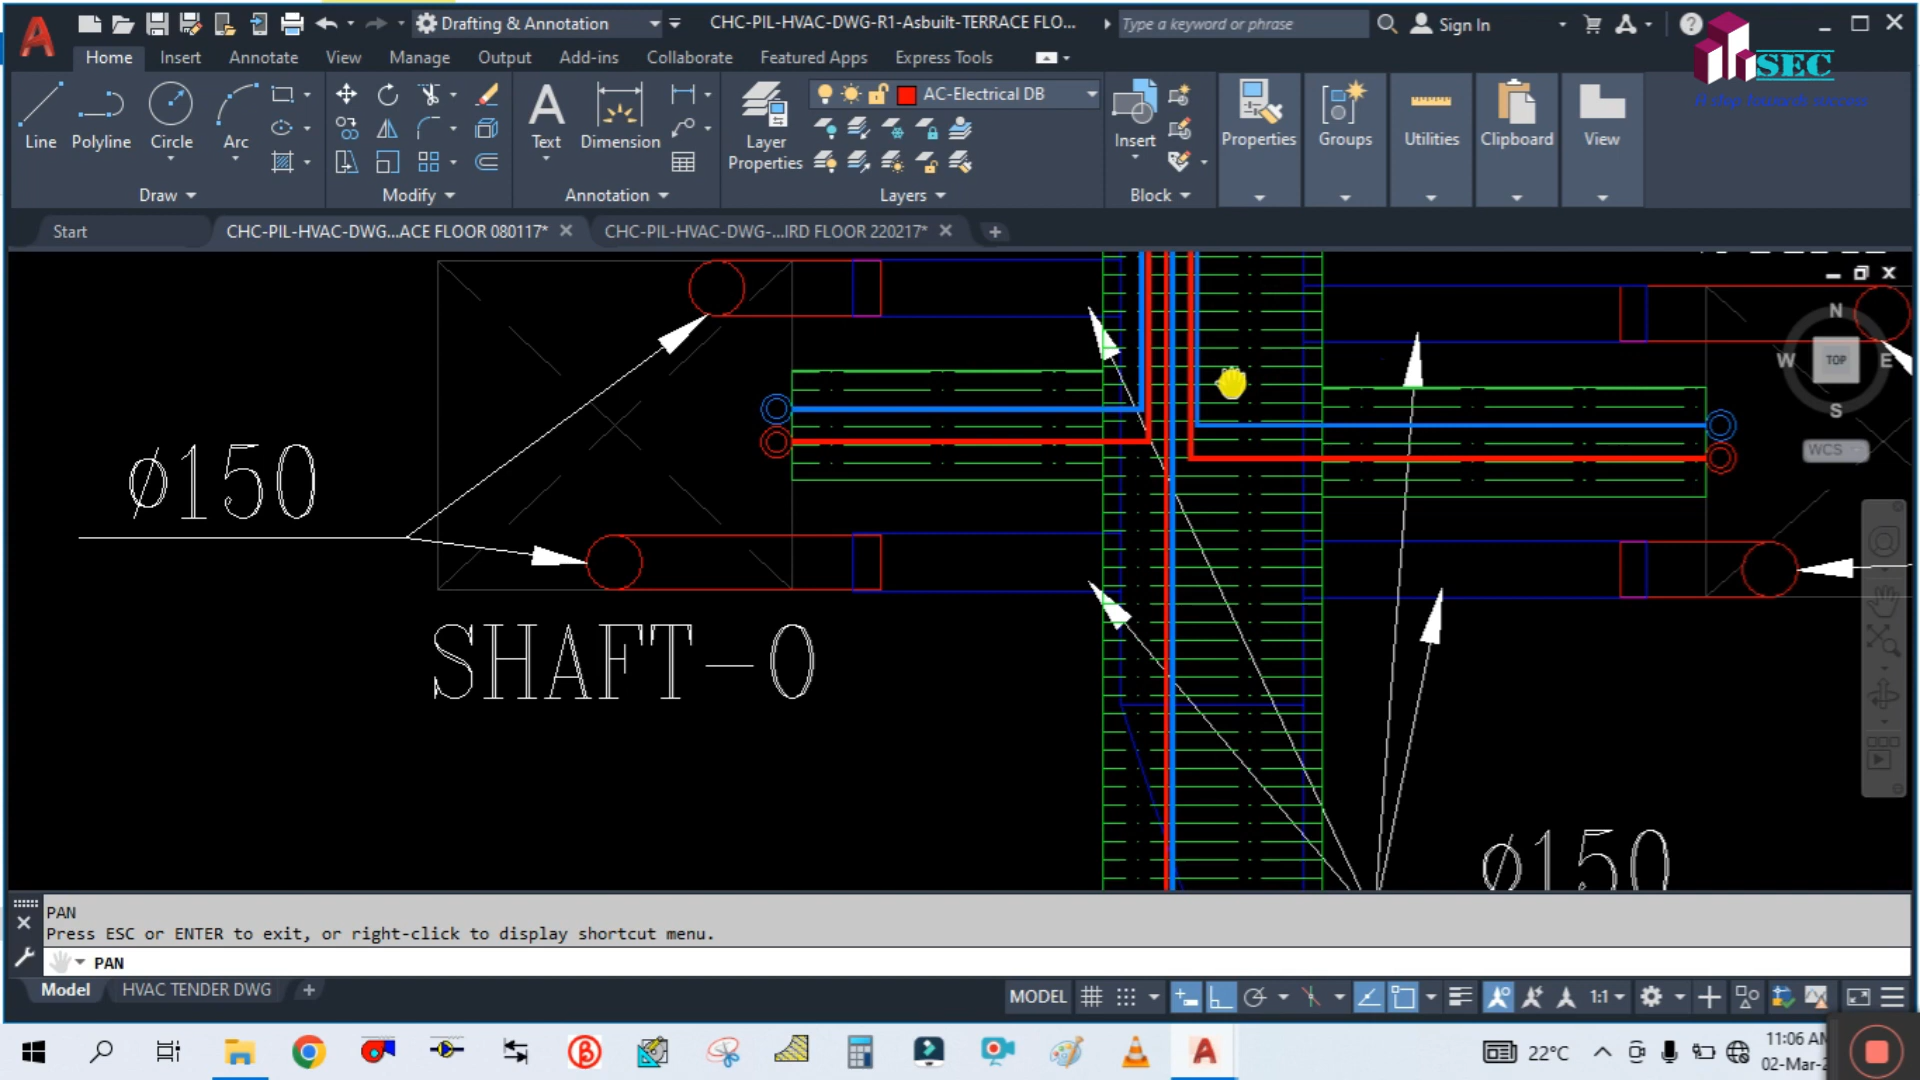 Drafting & Annotation
CHC-PIL-HVAC-DWG-R1-Asbuilt-TERRACE FLO...
Type a keyword or phrase
Sign In
SEC
A step towards success
Home Insert Annotate View Manage Output Add-ins Collaborate Featured Apps Express Tools
AC-Electrical DB
Line Polyline Circle Arc Text Dimension Layer Properties Insert Properties Groups Utilities Clipboard View
Draw Modify Annotation Layers Block
Start CHC-PIL-HVAC-DWG...ACE FLOOR 080117* CHC-PIL-HVAC-DWG-...IRD FLOOR 220217*
N
W TOP E
S
WCS
ø150
SHAFT-0
ø150
PAN
Press ESC or ENTER to exit, or right-click to display shortcut menu.
PAN
Model HVAC TENDER DWG
MODEL 1:1
22°C
11:06 AM
02-Mar-2